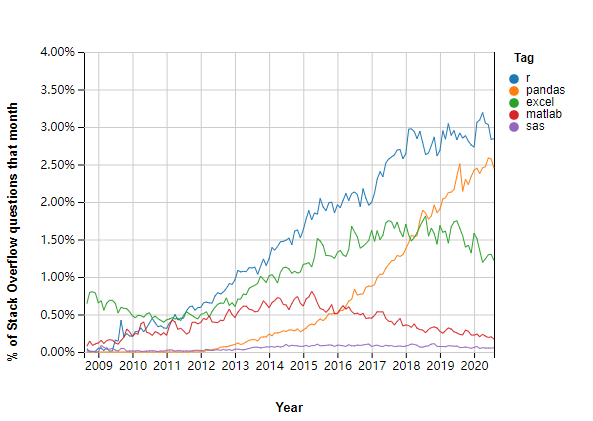 4.00%
3.50%
3.00%
2.50%
2.00%
1.50%
1.00%
0.50%
0.00%
% of Stack Overflow questions that month
2009 2010 2011 2012 2013 2014 2015 2016 2017 2018 2019 2020
Year
Tag
r
pandas
excel
matlab
sas